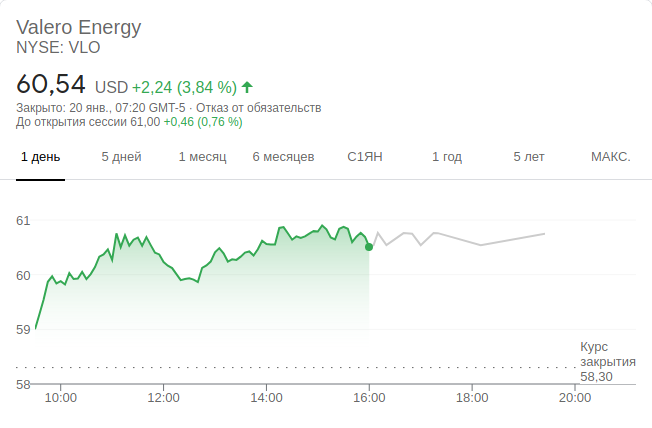 Valero Energy
NYSE: VLO
60,54 USD +2,24 (3,84 %)
Закрыто: 20 янв., 07:20 GMT-5 · Отказ от обязательств
До открытия сессии 61,00 +0,46 (0,76 %)
1 день 5 дней 1 месяц 6 месяцев С1ЯН 1 год 5 лет МАКС.
61
60
59
Курс
закрытия
58,30
58
10:00 12:00 14:00 16:00 18:00 20:00